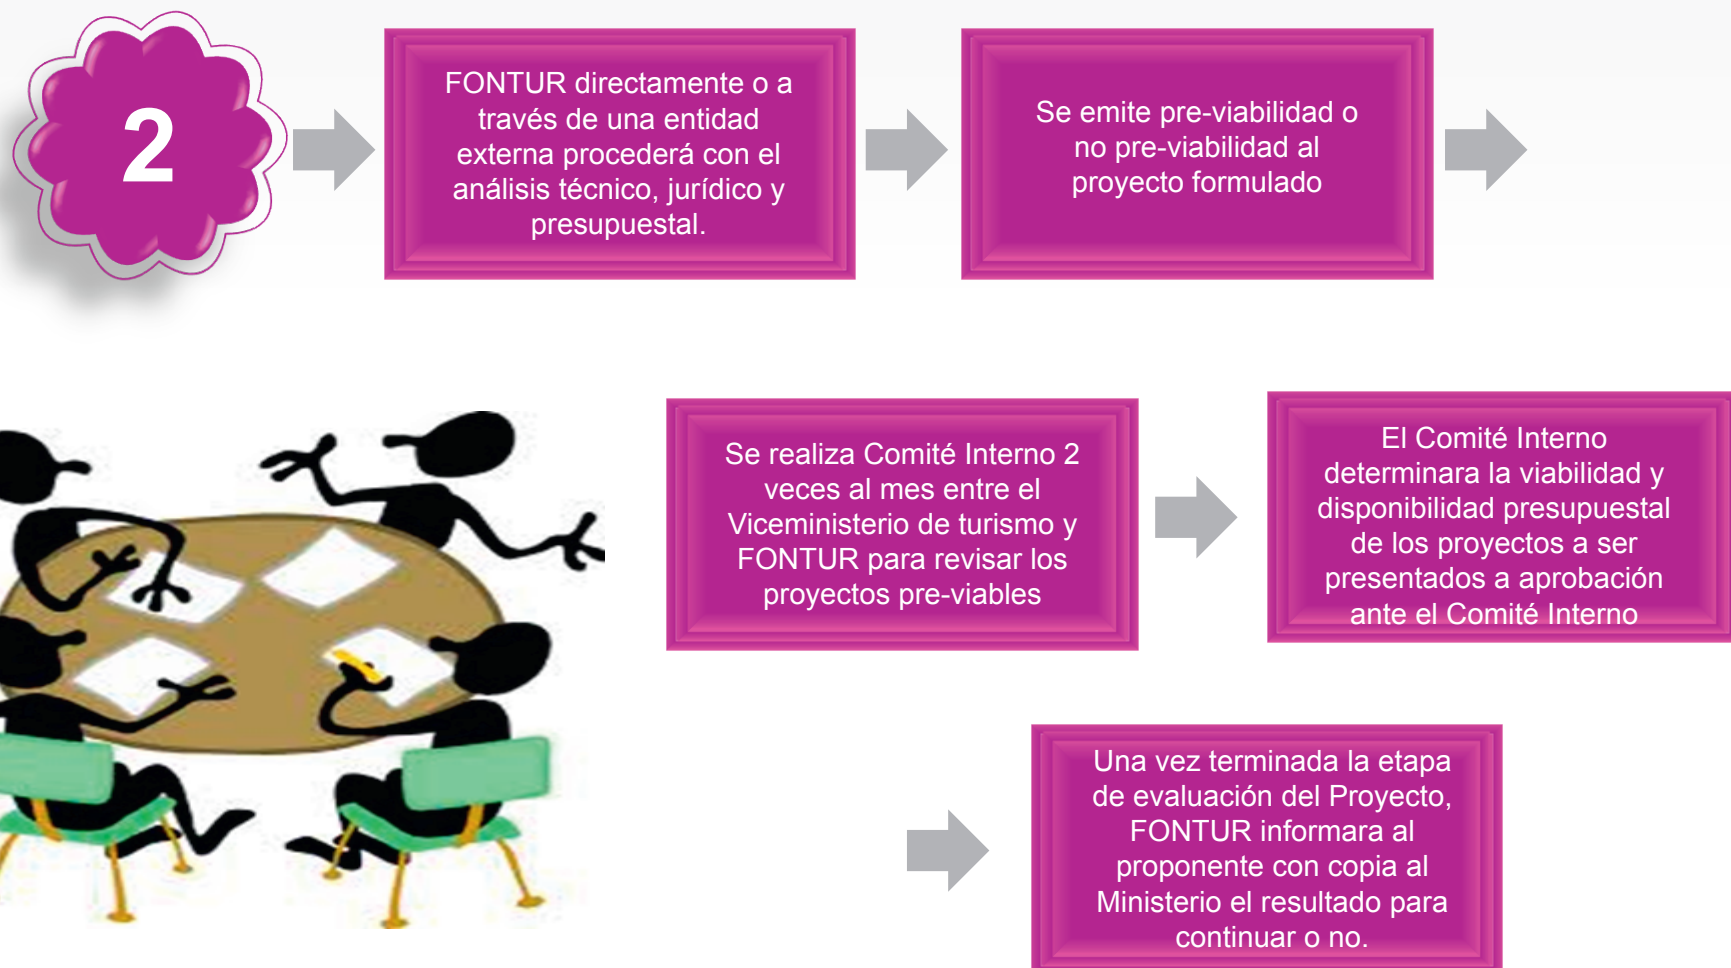 2
FONTUR directamente o a
través de una entidad
externa procederá con el
análisis técnico, jurídico y
presupuestal.
Se emite pre-viabilidad o
no pre-viabilidad al
proyecto formulado
Se realiza Comité Interno 2
veces al mes entre el
Viceministerio de turismo y
FONTUR para revisar los
proyectos pre-viables
El Comité Interno
determinara la viabilidad y
disponibilidad presupuestal
de los proyectos a ser
presentados a aprobación
ante el Comité Interno
Una vez terminada la etapa
de evaluación del Proyecto,
FONTUR informara al
proponente con copia al
Ministerio el resultado para
continuar o no.